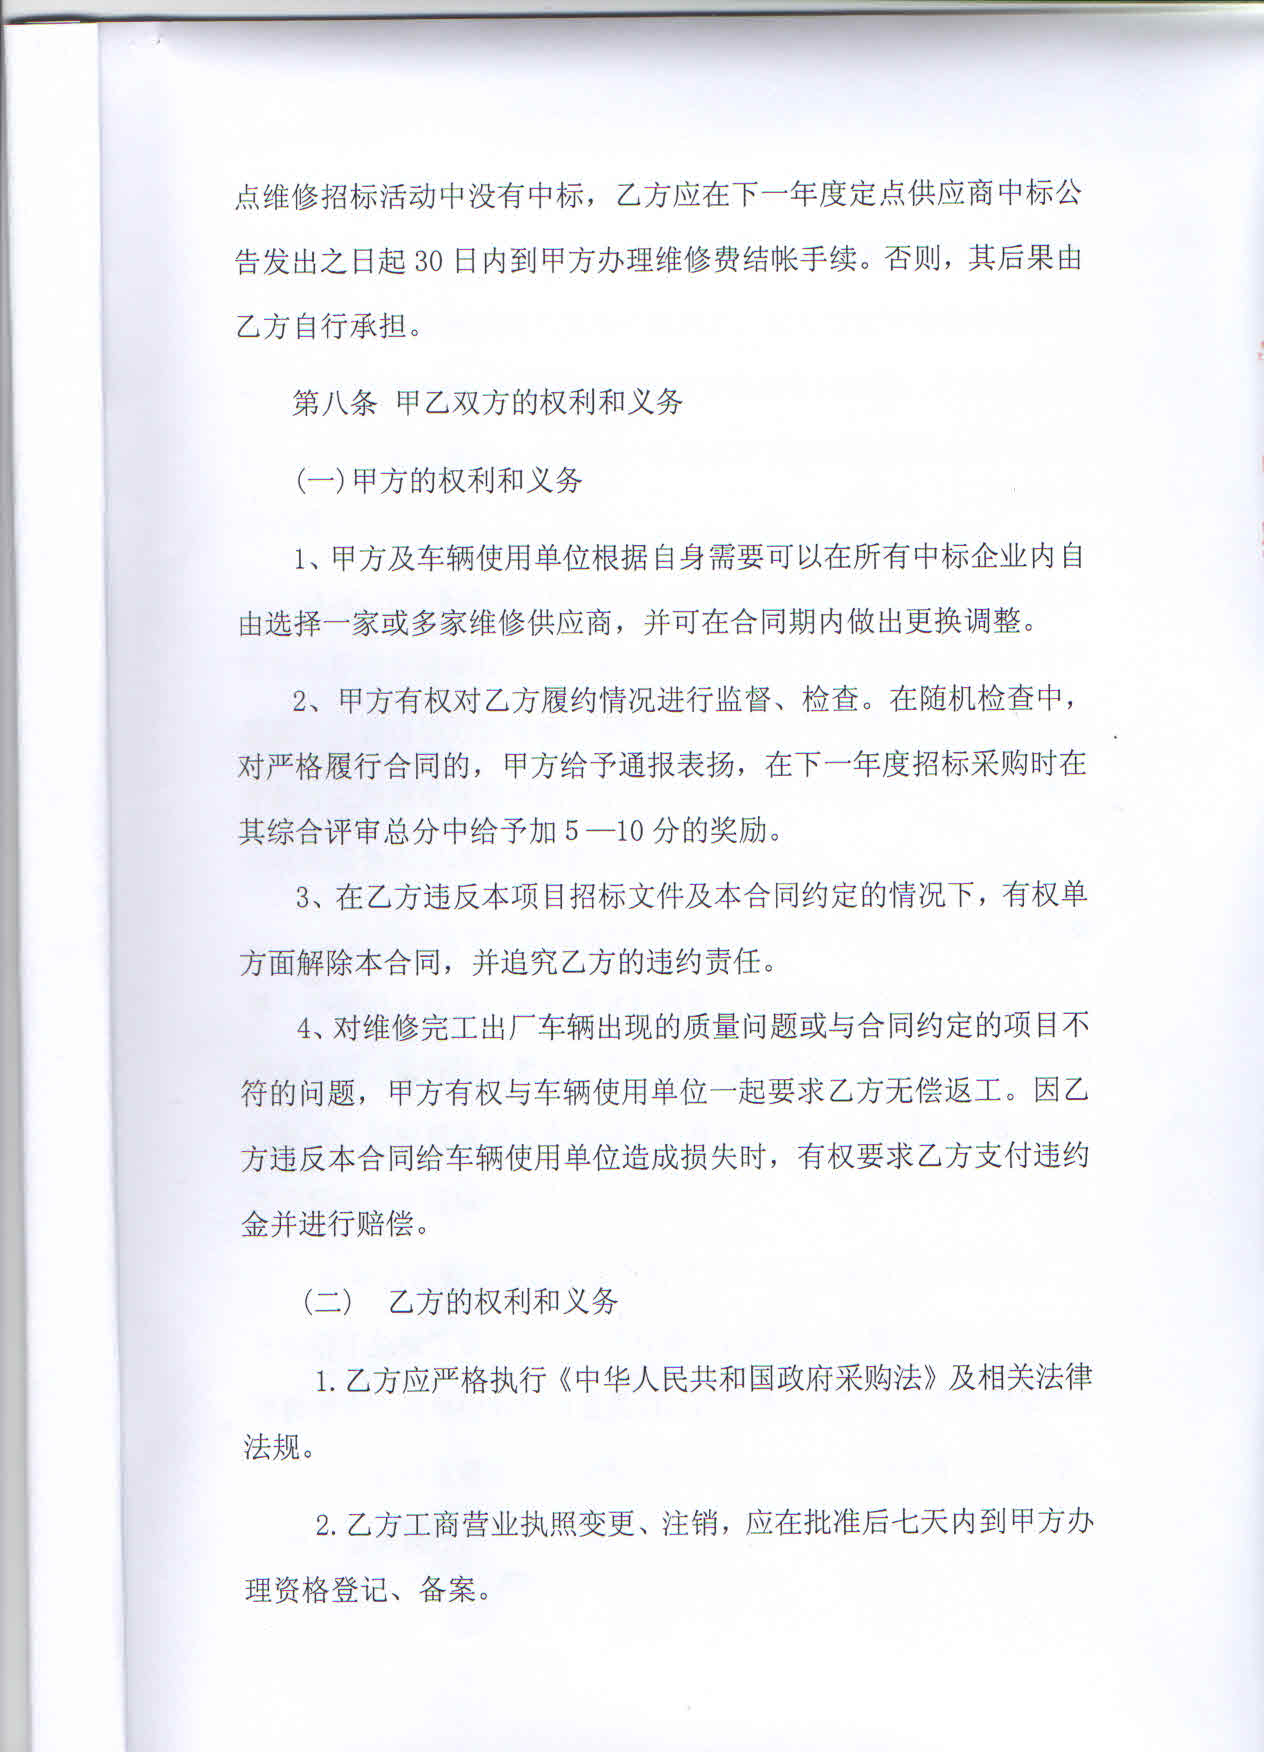 点维修招标活动中没有中标，乙方应在下一年度定点供应商中标公
告发出之日起 30 日内到甲方办理维修费结帐手续。否则，其后果由
乙方自行承担。
第八条 甲乙双方的权利和义务
(一)甲方的权利和义务
1、甲方及车辆使用单位根据自身需要可以在所有中标企业内自
由选择一家或多家维修供应商，并可在合同期内做出更换调整。
2、甲方有权对乙方履约情况进行监督、检查。在随机检查中，
对严格履行合同的，甲方给予通报表扬，在下一年度招标采购时在
其综合评审总分中给予加 5 —10 分的奖励。
3、在乙方违反本项目招标文件及本合同约定的情况下，有权单
方面解除本合同，并追究乙方的违约责任。
4、对维修完工出厂车辆出现的质量问题或与合同约定的项目不
符的问题，甲方有权与车辆使用单位一起要求乙方无偿返工。因乙
方违反本合同给车辆使用单位造成损失时，有权要求乙方支付违约
金并进行赔偿。
(二) 乙方的权利和义务
1.乙方应严格执行《中华人民共和国政府采购法》及相关法律
法规。
2.乙方工商营业执照变更、注销，应在批准后七天内到甲方办
理资格登记、备案。